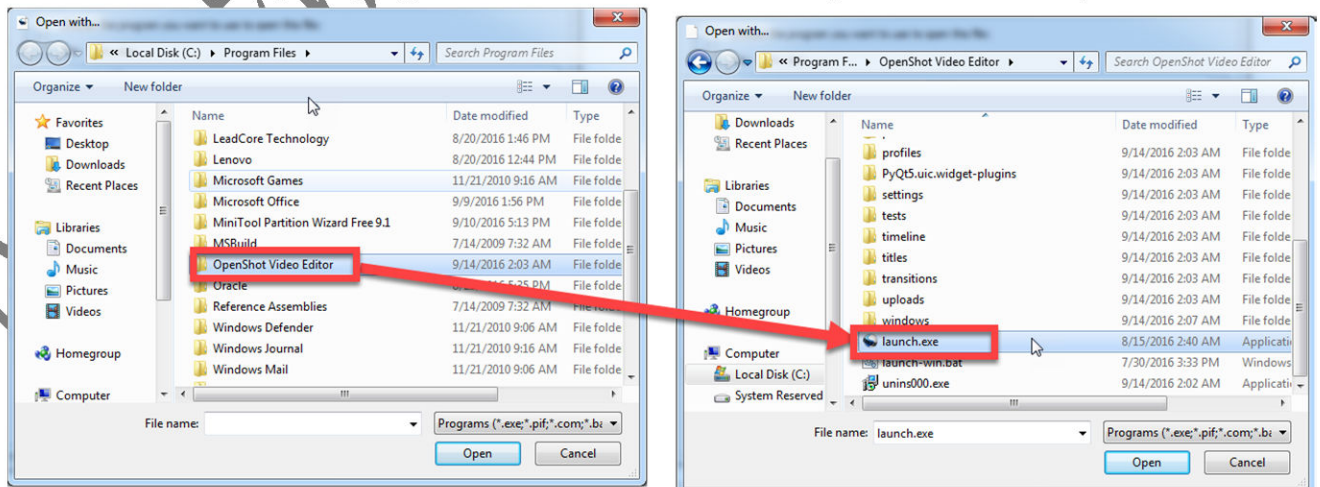 Open with...
« Local Disk (C:) ▸ Program Files ▸
Search Program Files
Organize ▾ New folder
Favorites
Desktop
Downloads
Recent Places
Libraries
Documents
Music
Pictures
Videos
Homegroup
Computer
Name Date modified Type
LeadCore Technology 8/20/2016 1:46 PM File folde
Lenovo 8/20/2016 12:44 PM File folde
Microsoft Games 11/21/2010 9:16 AM File folde
Microsoft Office 9/9/2016 1:56 PM File folde
MiniTool Partition Wizard Free 9.1 9/10/2016 5:13 PM File folde
MSBuild 7/14/2009 7:32 AM File folde
OpenShot Video Editor 9/14/2016 2:03 AM File folde
Oracle 5:35 PM File folde
Reference Assemblies 7/14/2009 7:32 AM File folde
Windows Defender 11/21/2010 9:06 AM File folde
Windows Journal 11/21/2010 9:16 AM File folde
Windows Mail 11/21/2010 9:06 AM File folde
File name: Programs (*.exe;*.pif;*.com;*.ba
Open Cancel
Open with...
« Program F... ▸ OpenShot Video Editor ▸
Search OpenShot Video Editor
Organize ▾ New folder
Downloads
Recent Places
Libraries
Documents
Music
Pictures
Videos
Homegroup
Computer
Local Disk (C:)
System Reserved
Name Date modified Type
profiles 9/14/2016 2:03 AM File folde
PyQt5.uic.widget-plugins 9/14/2016 2:03 AM File folde
settings 9/14/2016 2:03 AM File folde
tests 9/14/2016 2:03 AM File folde
timeline 9/14/2016 2:03 AM File folde
titles 9/14/2016 2:03 AM File folde
transitions 9/14/2016 2:03 AM File folde
uploads 9/14/2016 2:03 AM File folde
windows 9/14/2016 2:07 AM File folde
launch.exe 8/15/2016 2:40 AM Applicati
launch-win.bat 7/30/2016 3:33 PM Windows
unins000.exe 9/14/2016 2:02 AM Applicati
File name: launch.exe Programs (*.exe;*.pif;*.com;*.ba
Open Cancel